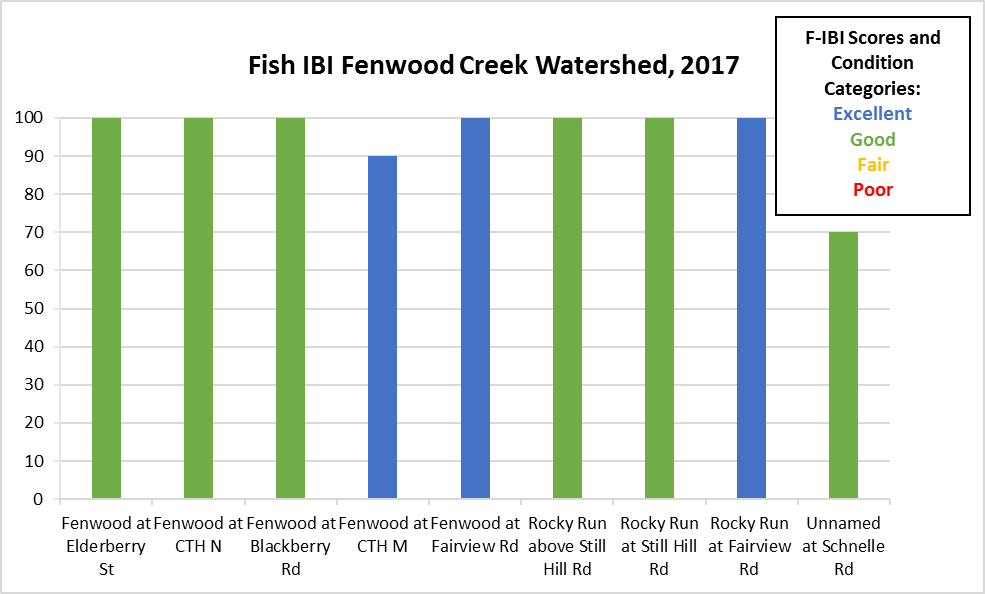 Fish IBI Fenwood Creek Watershed, 2017
F-IBI Scores and
Condition
Categories:
Excellent
Good
Fair
Poor
100
90
80
70
60
50
40
30
20
10
0
Fenwood at
Elderberry
St
Fenwood at
CTH N
Fenwood at
Blackberry
Rd
Fenwood at
CTH M
Fenwood at
Fairview Rd
Rocky Run
above Still
Hill Rd
Rocky Run
at Still Hill
Rd
Rocky Run
at Fairview
Rd
Unnamed
at Schnelle
Rd